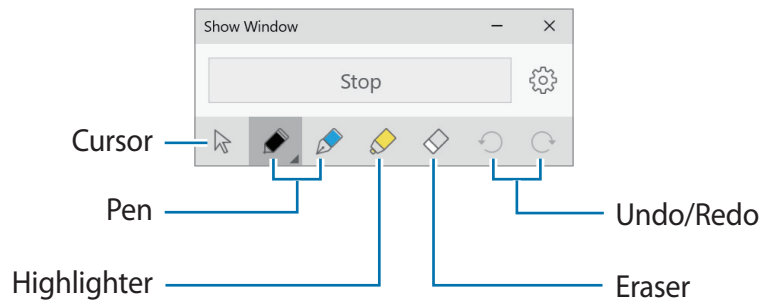 Show Window
Stop
Cursor
Pen
Undo/Redo
Highlighter
Eraser